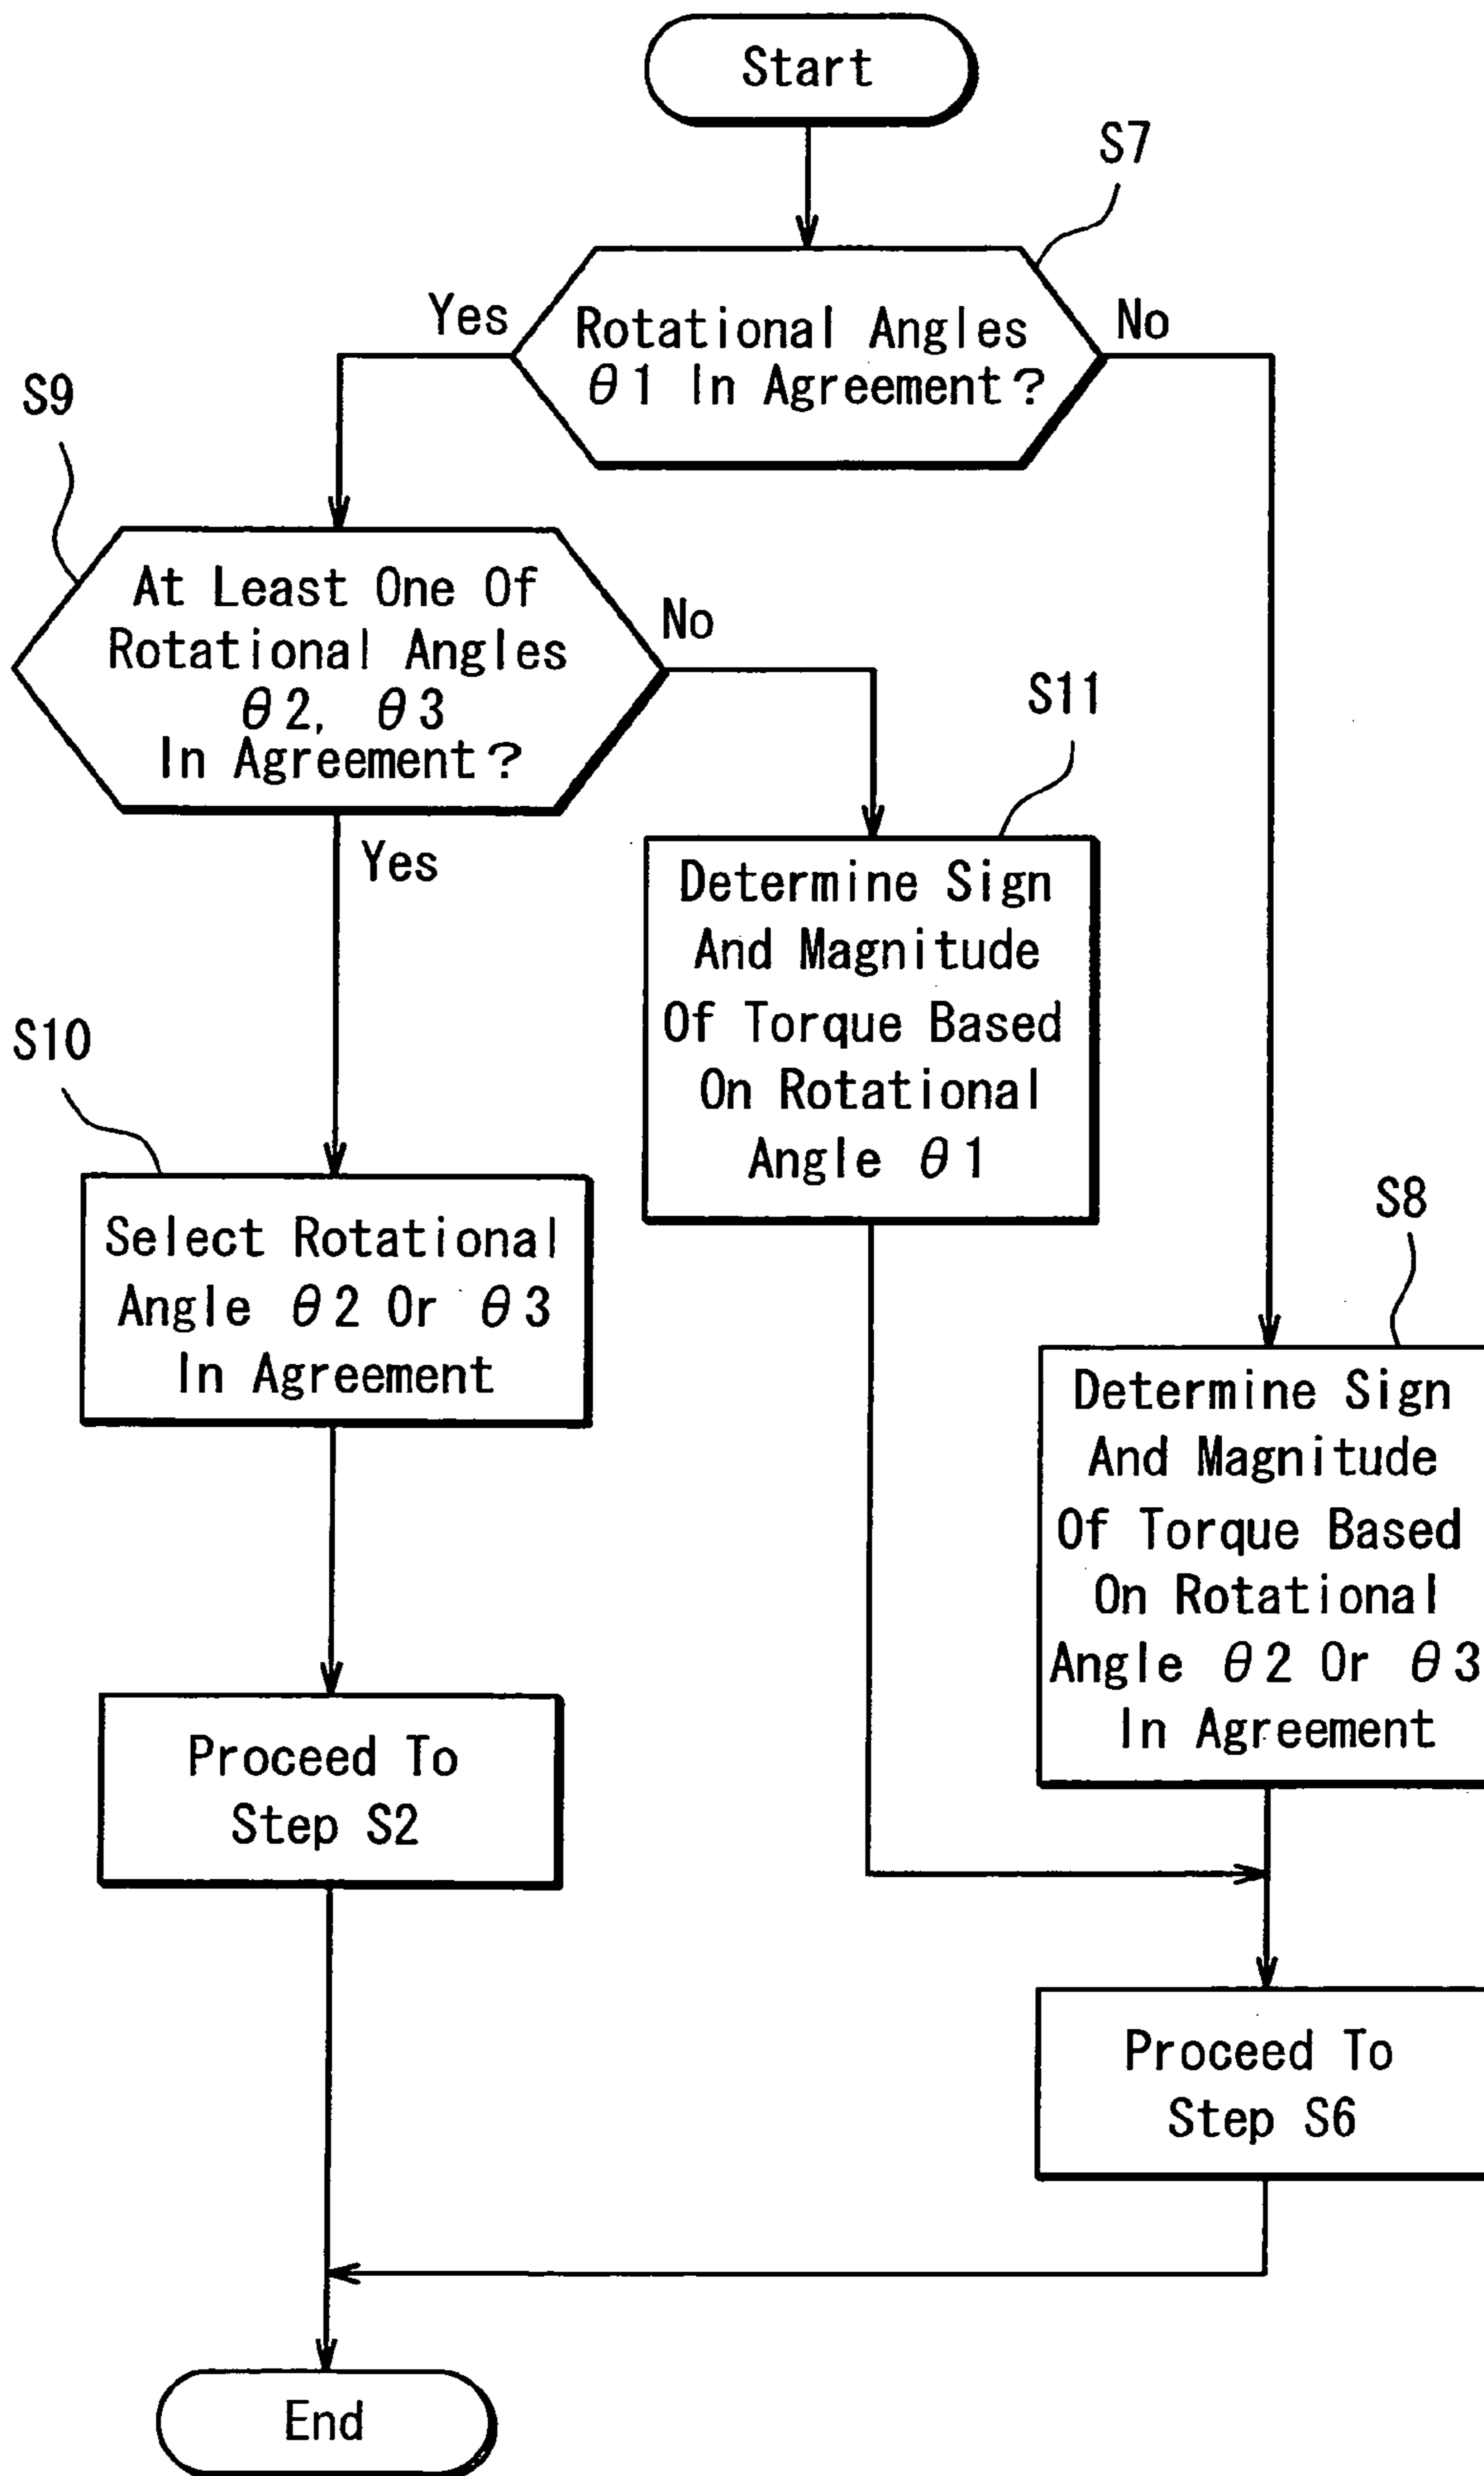 Start
S7
Rotational Angles
θ1 In Agreement?
Yes
No
S9
At Least One Of
Rotational Angles
θ2, θ3
In Agreement?
No
Yes
S11
Determine Sign
And Magnitude
Of Torque Based
On Rotational
Angle θ1
S10
Select Rotational
Angle θ2 Or θ3
In Agreement
S8
Determine Sign
And Magnitude
Of Torque Based
On Rotational
Angle θ2 Or θ3
In Agreement
Proceed To
Step S2
Proceed To
Step S6
End